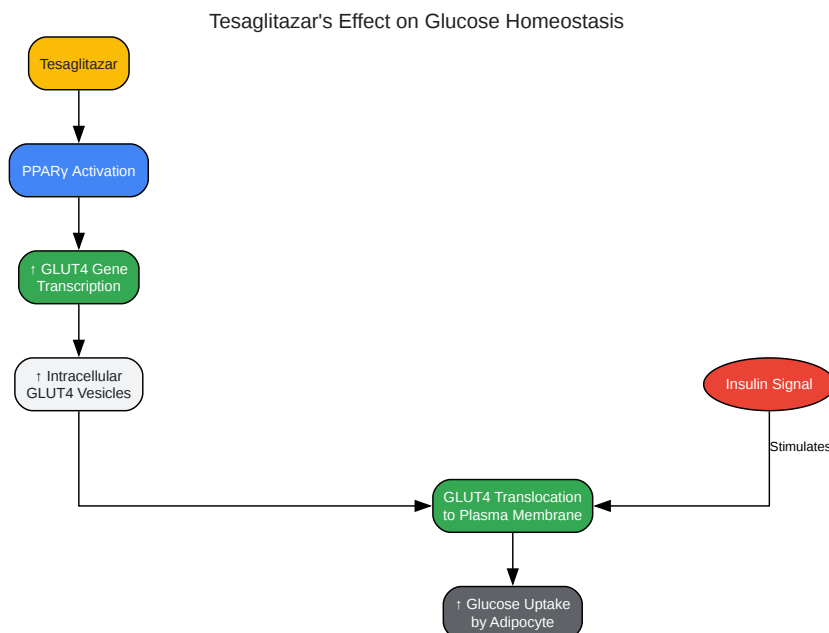 Tesaglitazar's Effect on Glucose Homeostasis
Tesaglitazar
PPARγ Activation
↑ GLUT4 Gene
Transcription
↑ Intracellular
GLUT4 Vesicles
Insulin Signal
Stimulates
GLUT4 Translocation
to Plasma Membrane
↑ Glucose Uptake
by Adipocyte